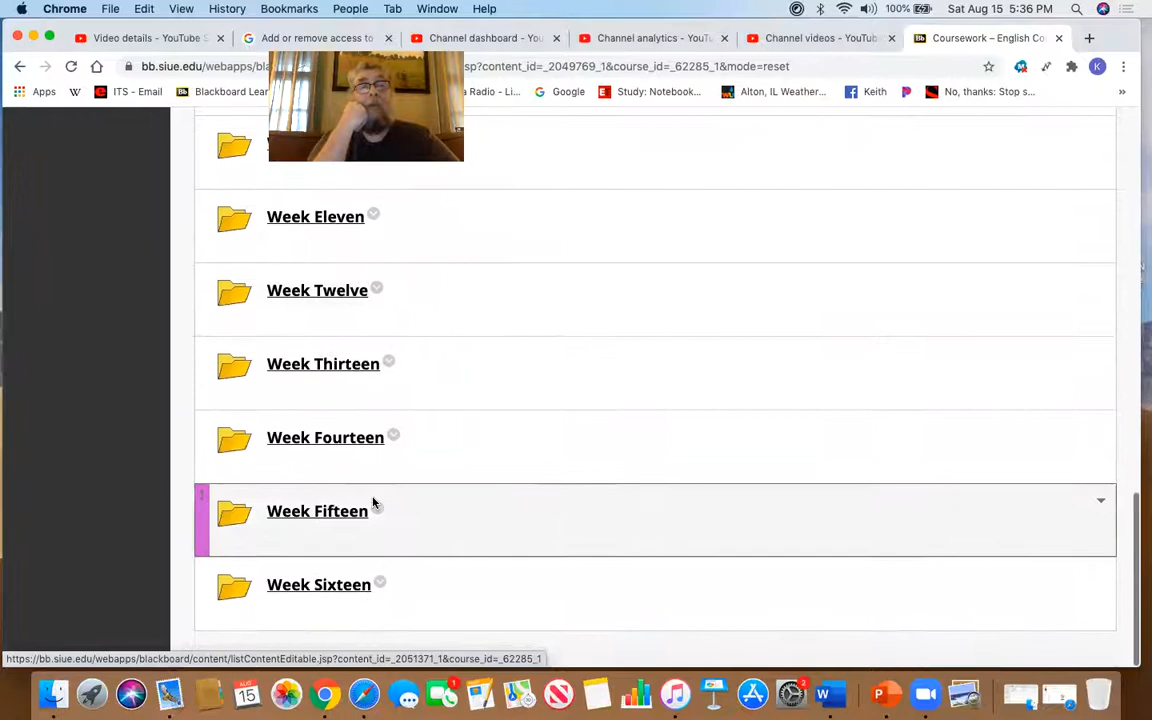 Chrome File Edit View History Bookmarks People Tab Window Help 100% Sat Aug 15 5:36 PM
Video details - YouTube S Add or remove access to Channel dashboard - You Channel analytics – YouT Channel videos – YouTub Coursework – English Co
bb.siue.edu/webapps/bla sp?content_id=_2049769_1&course_id=_62285_1&mode=reset K
Apps W ITS - Email Blackboard Lear a Radio – Li... Google Study: Notebook... Alton, IL Weather... Keith No, thanks: Stop s... »
Week Eleven
Week Twelve
Week Thirteen
Week Fourteen
Week Fifteen
Week Sixteen
https://bb.siue.edu/webapps/blackboard/content/listContentEditable.jsp?content_id=_2051371_1&course_id=_62285_1